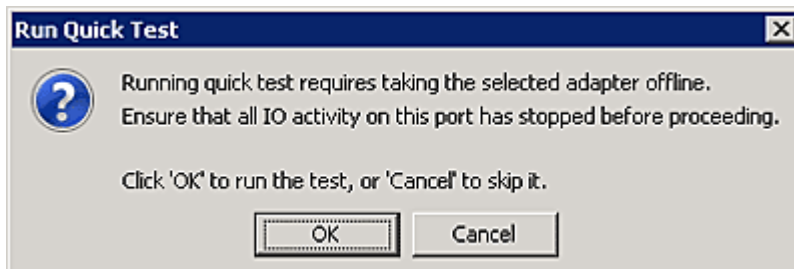 Run Quick Test
Running quick test requires taking the selected adapter offline.
Ensure that all IO activity on this port has stopped before proceeding.
Click 'OK' to run the test, or 'Cancel' to skip it.
OK
Cancel